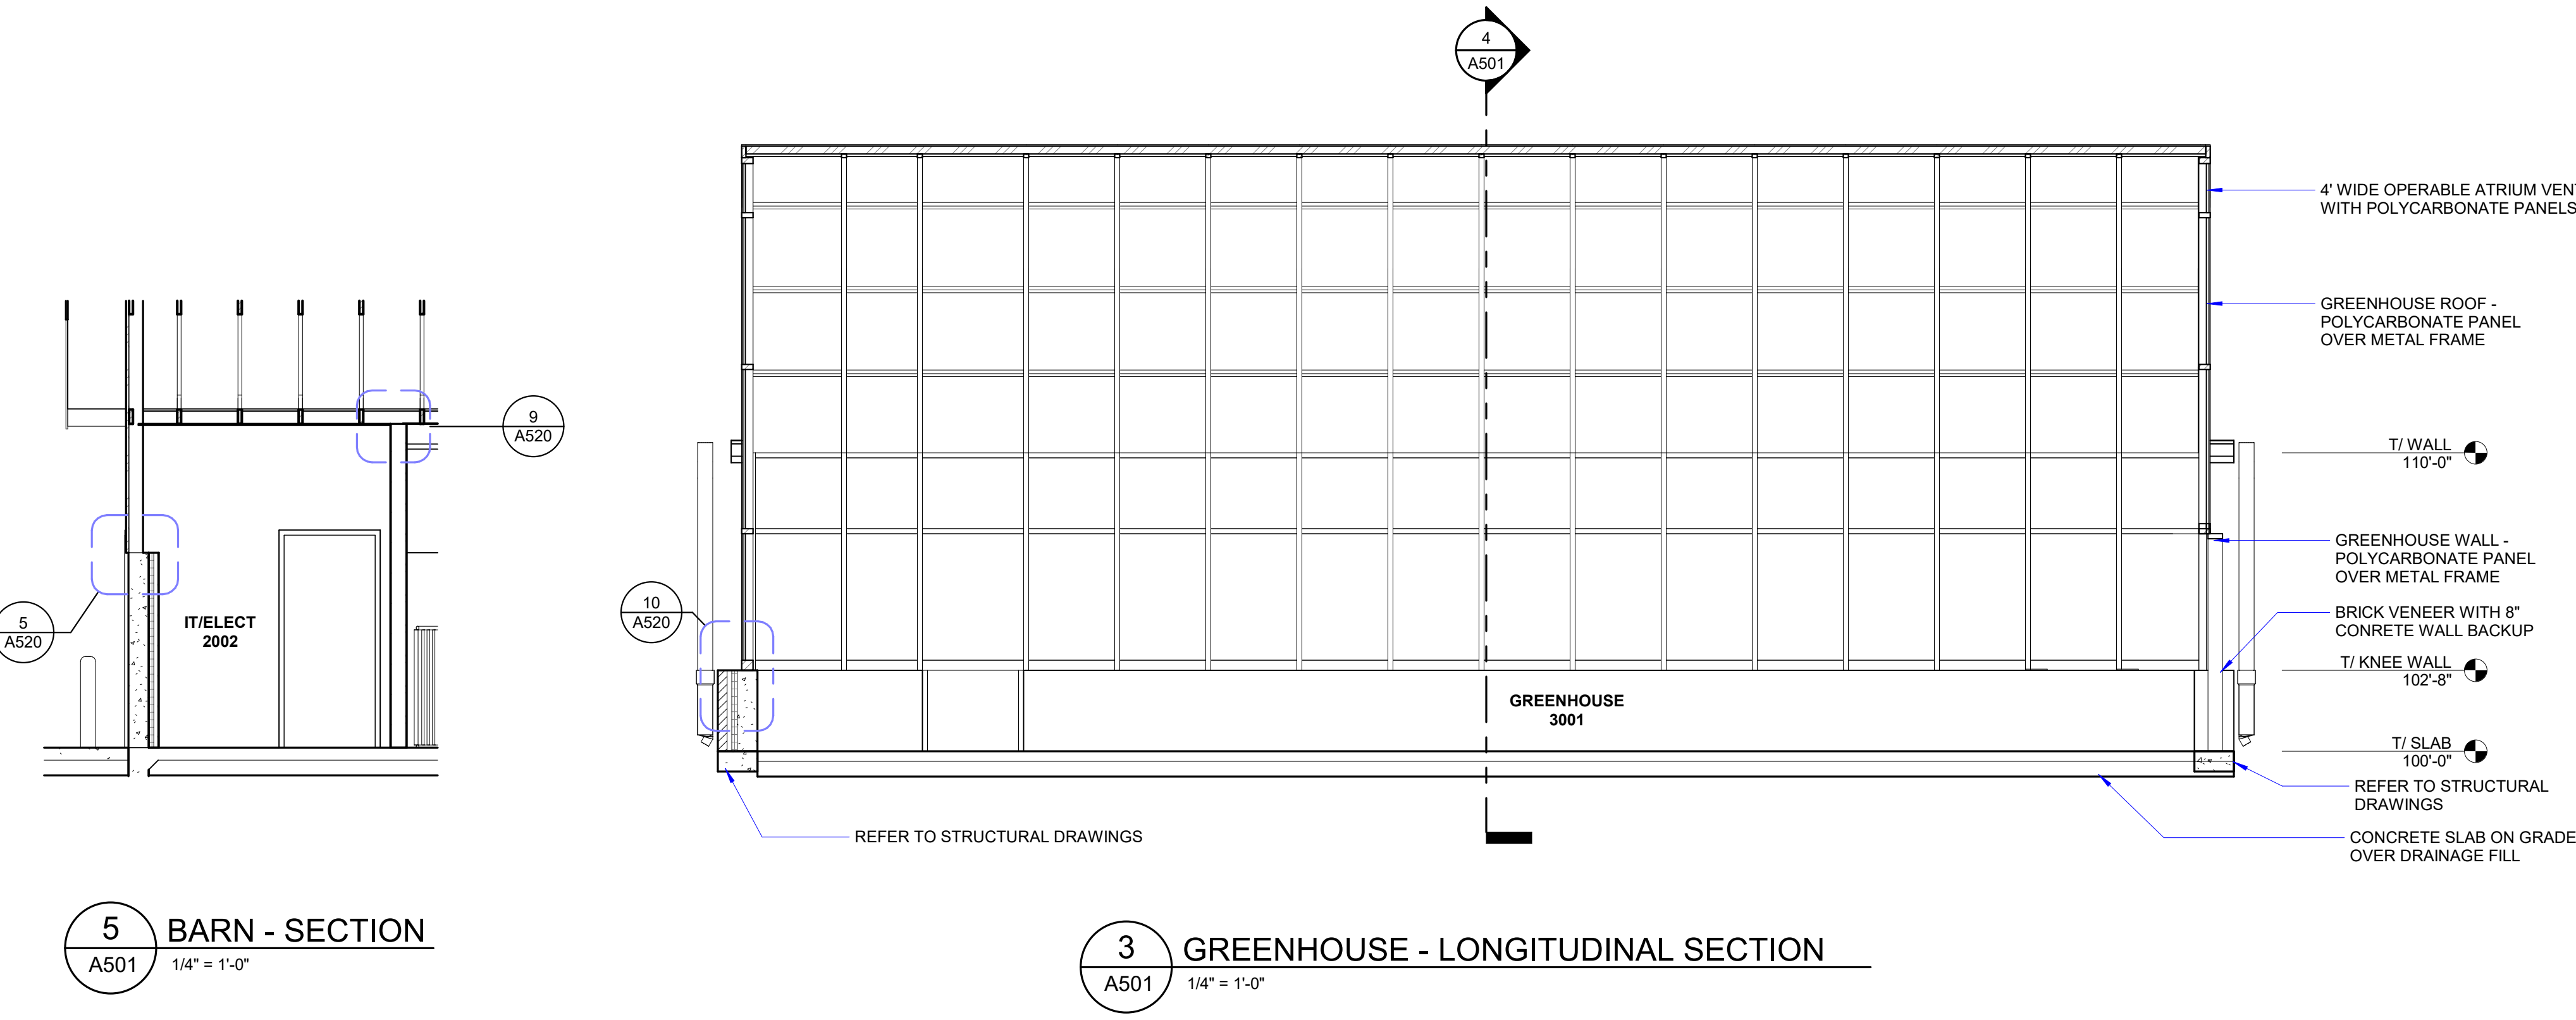 4
A501
4' WIDE OPERABLE ATRIUM VEN
WITH POLYCARBONATE PANELS
GREENHOUSE ROOF -
POLYCARBONATE PANEL
OVER METAL FRAME
9
A520
T/ WALL
110'-0"
GREENHOUSE WALL -
POLYCARBONATE PANEL
OVER METAL FRAME
5
A520
IT/ELECT
2002
10
A520
BRICK VENEER WITH 8"
CONRETE WALL BACKUP
T/ KNEE WALL
102'-8"
GREENHOUSE
3001
T/ SLAB
100'-0"
REFER TO STRUCTURAL
DRAWINGS
REFER TO STRUCTURAL DRAWINGS
CONCRETE SLAB ON GRADE
OVER DRAINAGE FILL
5
A501
BARN - SECTION
1/4" = 1'-0"
3
A501
GREENHOUSE - LONGITUDINAL SECTION
1/4" = 1'-0"